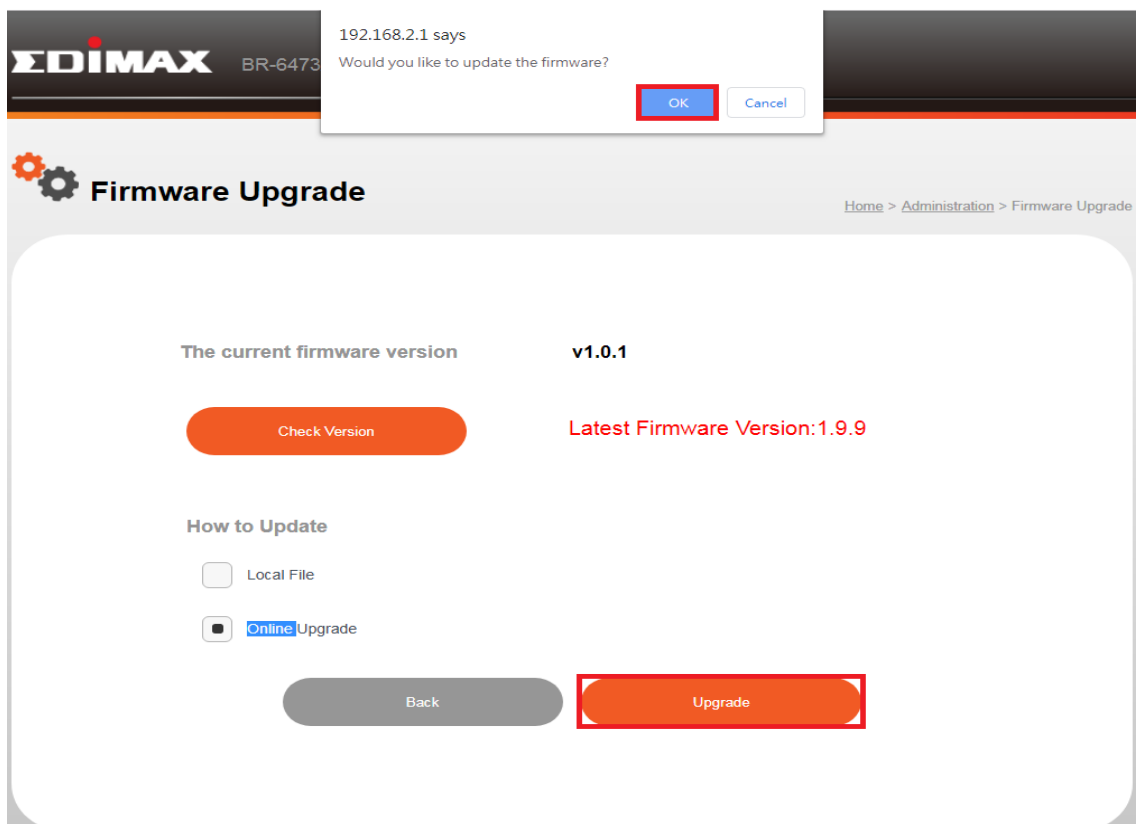 192.168.2.1 says
EDIMAX BR-6473
Would you like to update the firmware?
OK Cancel
Firmware Upgrade
Home > Administration > Firmware Upgrade
The current firmware version v1.0.1
Check Version Latest Firmware Version:1.9.9
How to Update
Local File
Online Upgrade
Back Upgrade